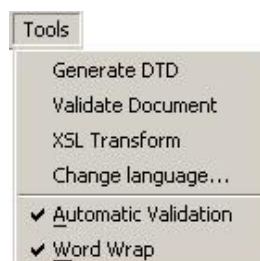 Tools
Generate DTD
Validate Document
XSL Transform
Change language...
Automatic Validation
Word Wrap